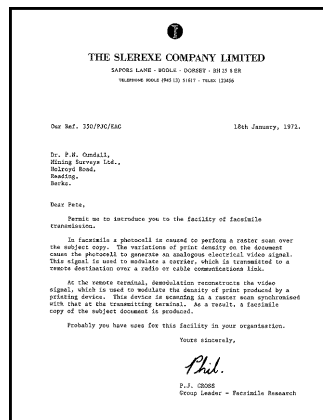 THE SLEREXE COMPANY LIMITED
SAPORS LANE - BOOLE - DORSET - BH 25 8 ER
TELEPHONE BOOLE (945 13) 51617 - TELEX 123456
Our Ref. 350/PJC/EAC 18th January, 1972.
Dr. P.N. Cundall,
Mining Surveys Ltd.,
Holroyd Road,
Reading,
Berks.
Dear Pete,
Permit me to introduce you to the facility of facsimile
transmission.
In facsimile a photocell is caused to perform a raster scan over
the subject copy. The variations of print density on the document
cause the photocell to generate an analogous electrical video signal.
This signal is used to modulate a carrier, which is transmitted to a
remote destination over a radio or cable communications link.
At the remote terminal, demodulation reconstructs the video
signal, which is used to modulate the density of print produced by a
printing device. This device is scanning in a raster scan synchronised
with that at the transmitting terminal. As a result, a facsimile
copy of the subject document is produced.
Probably you have uses for this facility in your organisation.
Yours sincerely,
Phil.
P.J. CROSS
Group Leader - Facsimile Research